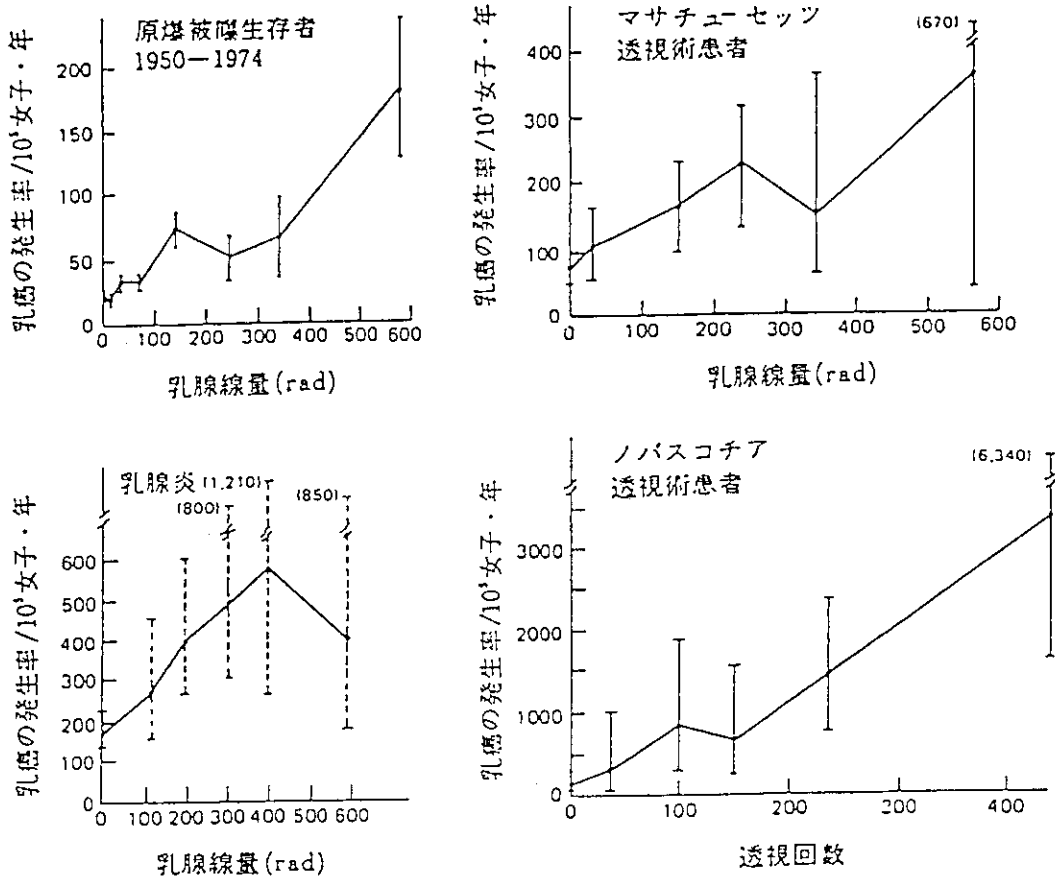 原爆被曝生存者
1950－1974
乳癌の発生率/10⁵女子・年
200
150
100
50
0
0 100 200 300 400 500 600
乳腺線量(rad)
マサチューセッツ
透視術患者
(670)
乳癌の発生率/10⁵女子・年
400
300
200
100
0
0 100 200 300 400 500 600
乳腺線量(rad)
乳腺炎 (1,210)
(800)
(850)
乳癌の発生率/10⁵女子・年
600
500
400
300
200
100
0
0 100 200 300 400 500 600
乳腺線量(rad)
ノバスコチア
透視術患者
(6,340)
乳癌の発生率/10⁵女子・年
3000
2000
1000
0
0 100 200 200 400
透視回数